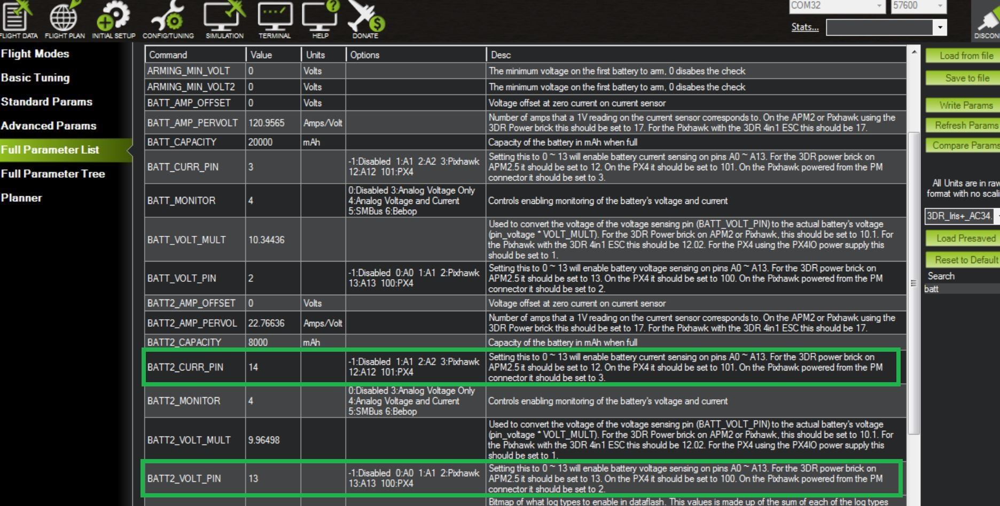 COM32 57600
Stats...
FLIGHT DATA FLIGHT PLAN INITIAL SETUP CONFIG/TUNING SIMULATION TERMINAL HELP DONATE
Flight Modes
Basic Tuning
Standard Params
Advanced Params
Full Parameter List
Full Parameter Tree
Planner
Command Value Units Options Desc
ARMING_MIN_VOLT 0 Volts The minimum voltage on the first battery to arm, 0 disabes the check
ARMING_MIN_VOLT2 0 Volts The minimum voltage on the first battery to arm, 0 disabes the check
BATT_AMP_OFFSET 0 Volts Voltage offset at zero current on current sensor
BATT_AMP_PERVOLT 120.9565 Amps/Volt
Number of amps that a 1V reading on the current sensor corresponds to. On the APM2 or Pixhawk using the
3DR Power brick this should be set to 17. For the Pixhawk with the 3DR 4in1 ESC this should be 17.
BATT_CAPACITY 20000 mAh Capacity of the battery in mAh when full
BATT_CURR_PIN 3
-1:Disabled 1:A1 2:A2 3:Pixhawk
12:A12 101:PX4
Setting this to 0 ~ 13 will enable battery current sensing on pins A0 ~ A13. For the 3DR power brick on
APM2.5 it should be set to 12. On the PX4 it should be set to 101. On the Pixhawk powered from the PM
connector it should be set to 3.
BATT_MONITOR 4
0:Disabled 3:Analog Voltage Only
4:Analog Voltage and Current
5:SMBus 6:Bebop
Controls enabling monitoring of the battery's voltage and current
BATT_VOLT_MULT 10.34436
Used to convert the voltage of the voltage sensing pin (BATT_VOLT_PIN) to the actual battery's voltage
(pin_voltage * VOLT_MULT). For the 3DR Power brick on APM2 or Pixhawk, this should be set to 10.1. For
the Pixhawk with the 3DR 4in1 ESC this should be 12.02. For the PX4 using the PX4IO power supply this
should be set to 1.
BATT_VOLT_PIN 2
-1:Disabled 0:A0 1:A1 2:Pixhawk
13:A13 100:PX4
Setting this to 0 ~ 13 will enable battery voltage sensing on pins A0 ~ A13. For the 3DR power brick on
APM2.5 it should be set to 13. On the PX4 it should be set to 100. On the Pixhawk powered from the PM
connector it should be set to 2.
BATT2_AMP_OFFSET 0 Volts Voltage offset at zero current on current sensor
BATT2_AMP_PERVOL 22.76636 Amps/Volt
Number of amps that a 1V reading on the current sensor corresponds to. On the APM2 or Pixhawk using the
3DR Power brick this should be set to 17. For the Pixhawk with the 3DR 4in1 ESC this should be 17.
BATT2_CAPACITY 8000 mAh Capacity of the battery in mAh when full
BATT2_CURR_PIN 14
-1:Disabled 1:A1 2:A2 3:Pixhawk
12:A12 101:PX4
Setting this to 0 ~ 13 will enable battery current sensing on pins A0 ~ A13. For the 3DR power brick on
APM2.5 it should be set to 12. On the PX4 it should be set to 101. On the Pixhawk powered from the PM
connector it should be set to 3.
BATT2_MONITOR 4
0:Disabled 3:Analog Voltage Only
4:Analog Voltage and Current
5:SMBus 6:Bebop
Controls enabling monitoring of the battery's voltage and current
BATT2_VOLT_MULT 9.96498
Used to convert the voltage of the voltage sensing pin (BATT_VOLT_PIN) to the actual battery's voltage
(pin_voltage * VOLT_MULT). For the 3DR Power brick on APM2 or Pixhawk, this should be set to 10.1. For
the Pixhawk with the 3DR 4in1 ESC this should be 12.02. For the PX4 using the PX4IO power supply this
should be set to 1.
BATT2_VOLT_PIN 13
-1:Disabled 0:A0 1:A1 2:Pixhawk
13:A13 100:PX4
Setting this to 0 ~ 13 will enable battery voltage sensing on pins A0 ~ A13. For the 3DR power brick on
APM2.5 it should be set to 13. On the PX4 it should be set to 100. On the Pixhawk powered from the PM
connector it should be set to 2.
Bitmap of what log types to enable in dataflash. This values is made up of the sum of each of the log types
DISCON
Load from file
Save to file
Write Params
Refresh Params
Compare Params
All Units are in raw
format with no scali
3DR_Iris+_AC34.
Load Presaved
Reset to Default
Search
batt